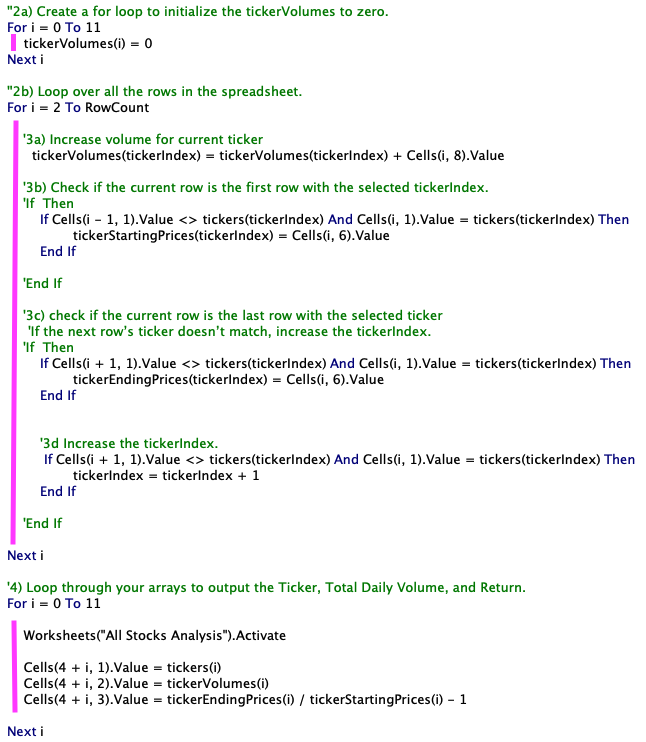 "2a) Create a for loop to initialize the tickerVolumes to zero.
For i = 0 To 11
tickerVolumes(i) = 0
Next i
"2b) Loop over all the rows in the spreadsheet.
For i = 2 To RowCount
'3a) Increase volume for current ticker
tickerVolumes(tickerIndex) = tickerVolumes(tickerIndex) + Cells(i, 8).Value
'3b) Check if the current row is the first row with the selected tickerIndex.
'If  Then
If Cells(i - 1, 1).Value <> tickers(tickerIndex) And Cells(i, 1).Value = tickers(tickerIndex) Then
tickerStartingPrices(tickerIndex) = Cells(i, 6).Value
End If
'End If
'3c) check if the current row is the last row with the selected ticker
'If the next row's ticker doesn't match, increase the tickerIndex.
'If  Then
If Cells(i + 1, 1).Value <> tickers(tickerIndex) And Cells(i, 1).Value = tickers(tickerIndex) Then
tickerEndingPrices(tickerIndex) = Cells(i, 6).Value
End If
'3d Increase the tickerIndex.
If Cells(i + 1, 1).Value <> tickers(tickerIndex) And Cells(i, 1).Value = tickers(tickerIndex) Then
tickerIndex = tickerIndex + 1
End If
'End If
Next i
'4) Loop through your arrays to output the Ticker, Total Daily Volume, and Return.
For i = 0 To 11
Worksheets("All Stocks Analysis").Activate
Cells(4 + i, 1).Value = tickers(i)
Cells(4 + i, 2).Value = tickerVolumes(i)
Cells(4 + i, 3).Value = tickerEndingPrices(i) / tickerStartingPrices(i) - 1
Next i